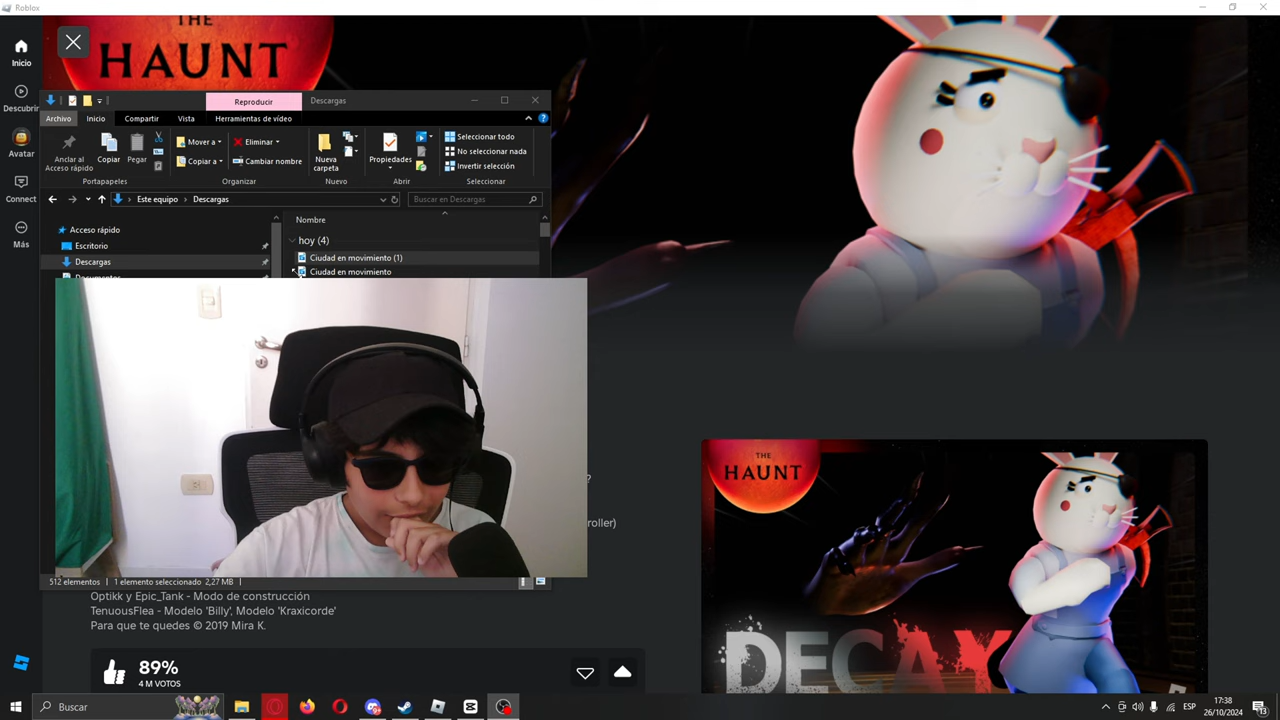 Roblox
THE
HAUNT
Inicio
Descubrir
Avatar
Connect
Más
Reproducir
Descargas
Archivo
Inicio
Compartir
Vista
Herramientas de vídeo
Anclar al
Acceso rápido
Copiar
Pegar
Mover a
Copiar a
Eliminar
Cambiar nombre
Nueva
carpeta
Propiedades
Seleccionar todo
No seleccionar nada
Invertir selección
Portapapeles
Organizar
Nuevo
Abrir
Seleccionar
Este equipo
Descargas
Buscar en Descargas
Nombre
Acceso rápido
Escritorio
Descargas
Documentos
hoy (4)
Ciudad en movimiento (1)
Ciudad en movimiento
?
roller)
512 elementos
1 elemento seleccionado 2,27 MB
Optikk y Epic_Tank - Modo de construcción
TenuousFlea - Modelo 'Billy', Modelo 'Kraxicorde'
Para que te quedes © 2019 Mira K.
89%
4 M VOTOS
THE
HAUNT
DECAY
Buscar
ESP
17:38
26/10/2024
13